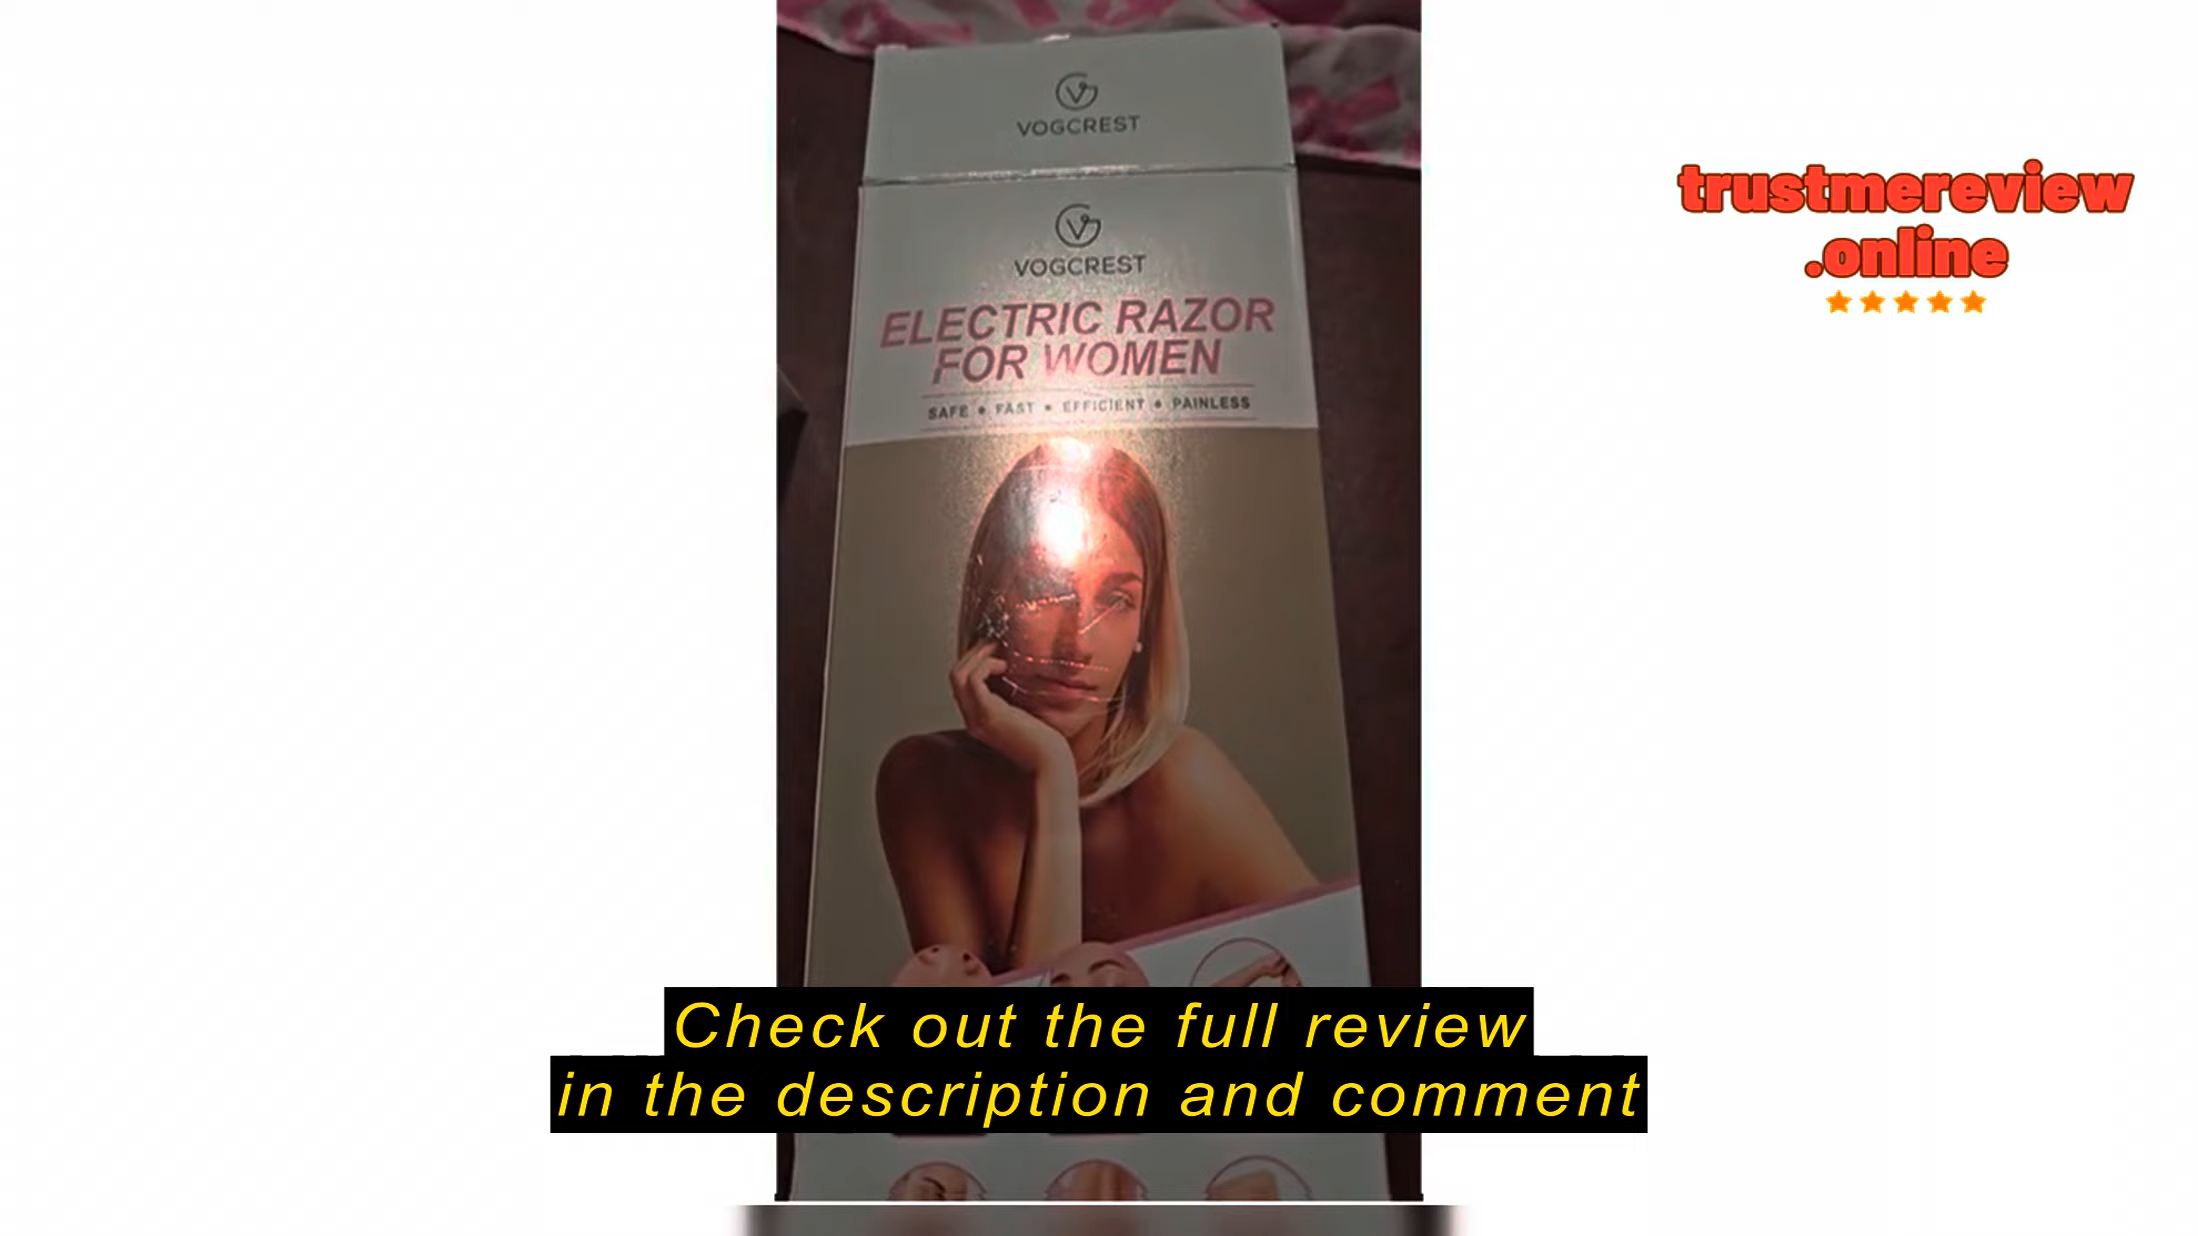 VOGCREST
VOGCREST
ELECTRIC RAZOR
FOR WOMEN
SAFE • FAST • EFFICIENT • PAINLESS
trustmereview
.online
Check out the full review
in the description and comment